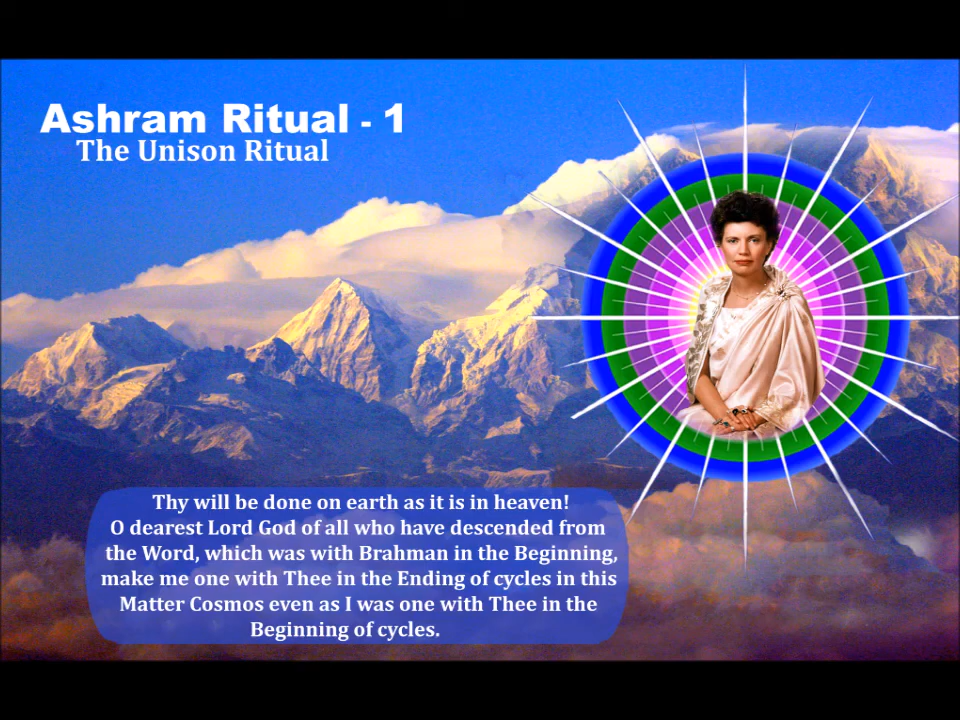 Ashram Ritual - 1
The Unison Ritual
Thy will be done on earth as it is in heaven!
O dearest Lord God of all who have descended from
the Word, which was with Brahman in the Beginning,
make me one with Thee in the Ending of cycles in this
Matter Cosmos even as I was one with Thee in the
Beginning of cycles.